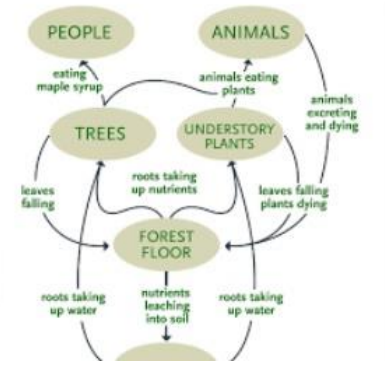 PEOPLE
ANIMALS
eating
maple syrup
animals eating
plants
animals
excreting
and dying
TREES
UNDERSTORY
PLANTS
roots taking
up nutrients
leaves
falling
leaves falling
plants dying
FOREST
FLOOR
roots taking
up water
nutrients
leaching
into soil
roots taking
up water